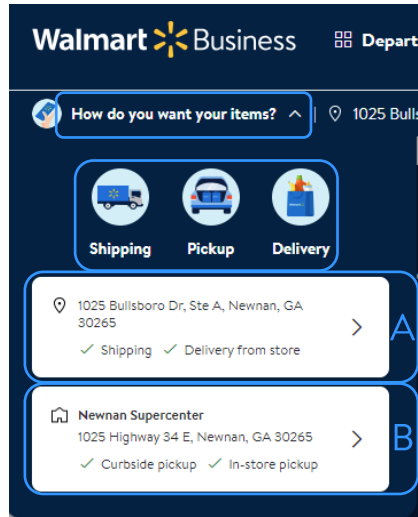 Walmart Business Depart
How do you want your items? | 1025 Bulls
Shipping Pickup Delivery
1025 Bullsboro Dr, Ste A, Newnan, GA
30265
Shipping Delivery from store
A
Newnan Supercenter
1025 Highway 34 E, Newnan, GA 30265
Curbside pickup In-store pickup
B